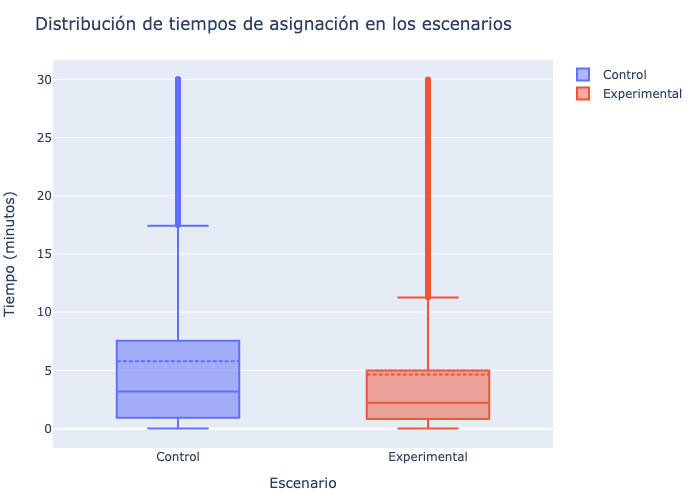 Distribución de tiempos de asignación en los escenarios
Control
Experimental
Tiempo (minutos)
30
25
20
15
10
5
0
Control
Experimental
Escenario